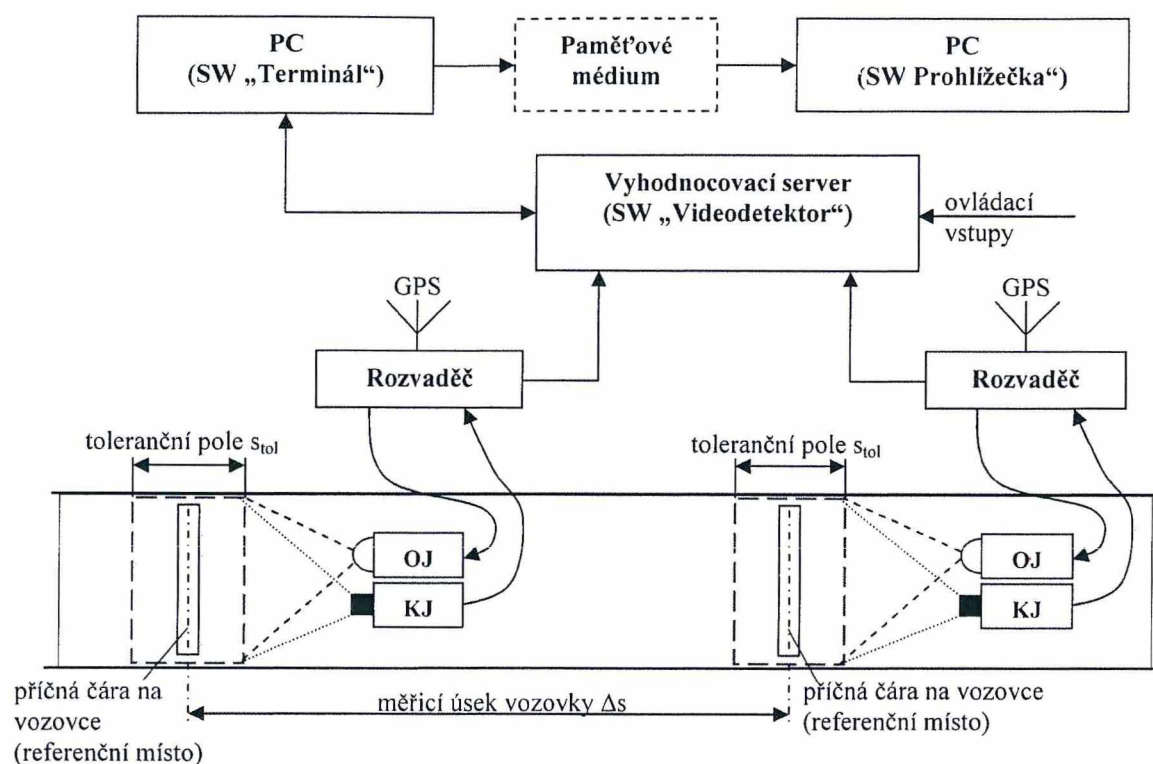 PC
(SW „Terminál“)
Paměťové
médium
PC
(SW Prohlížečka“)
Vyhodnocovací server
(SW „Videodetektor“)
ovládací
vstupy
GPS
Rozvaděč
GPS
Rozvaděč
toleranční pole stol
toleranční pole stol
OJ
KJ
OJ
KJ
příčná čára na
vozovce
(referenční místo)
měřicí úsek vozovky Δs
příčná čára na vozovce
(referenční místo)